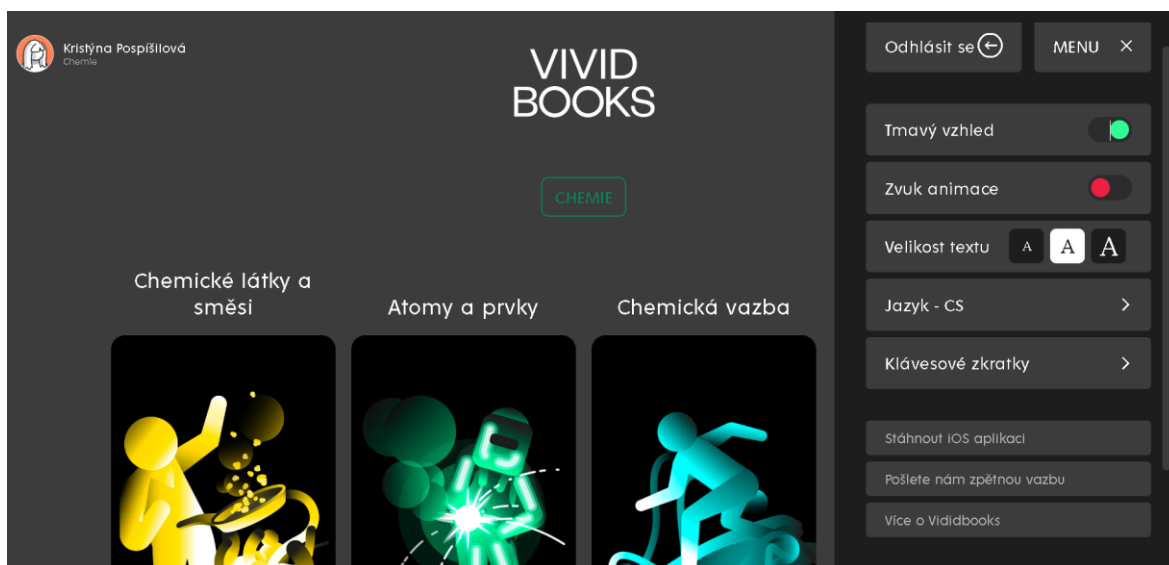 Kristýna Pospíšilová
Chemie
VIVID
BOOKS
CHEMIE
Chemické látky a
směsi
Atomy a prvky
Chemická vazba
Odhlásit se
MENU
Tmavý vzhled
Zvuk animace
Velikost textu A A A
Jazyk - CS
Klávesové zkratky
Stáhnout iOS aplikaci
Pošlete nám zpětnou vazbu
Více o Vididbooks